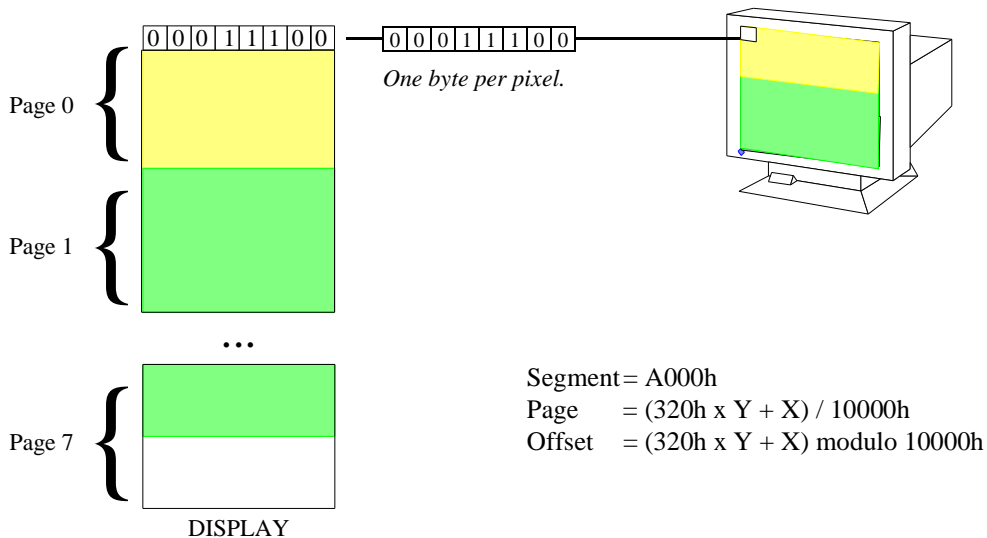 0 0 0 1 1 1 0 0
0 0 0 1 1 1 0 0
One byte per pixel.
Page 0
Page 1
...
Page 7
Segment = A000h
Page = (320h x Y + X) / 10000h
Offset = (320h x Y + X) modulo 10000h
DISPLAY